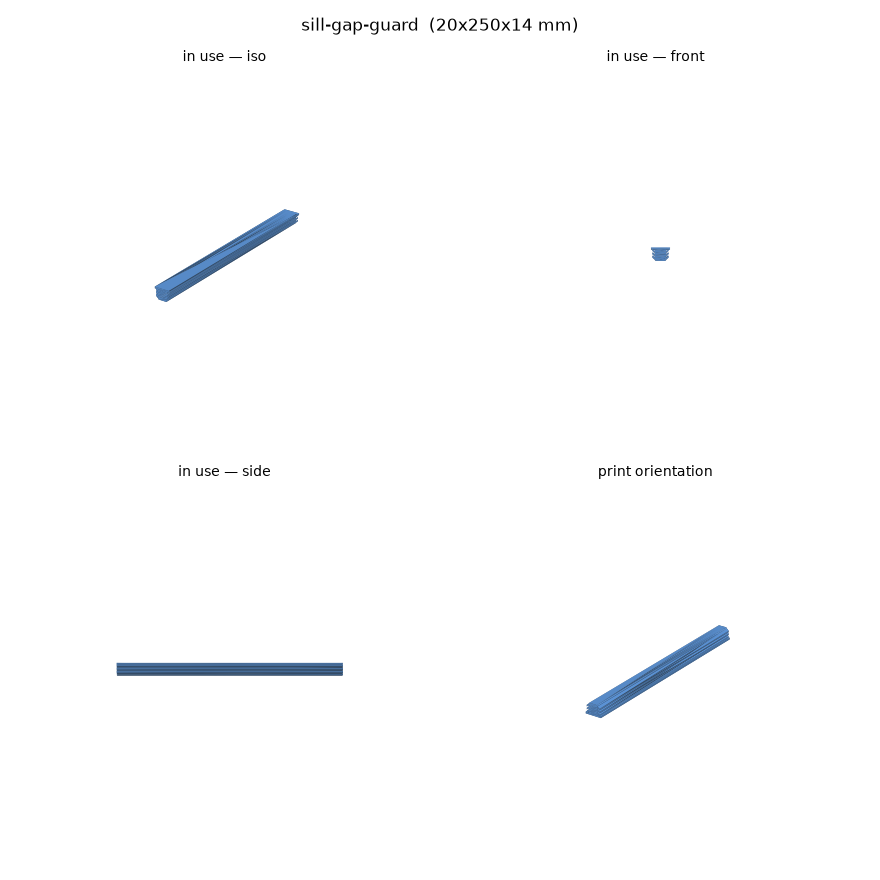 sill-gap-guard  (20x250x14 mm)
in use — iso
in use — front
in use — side
print orientation